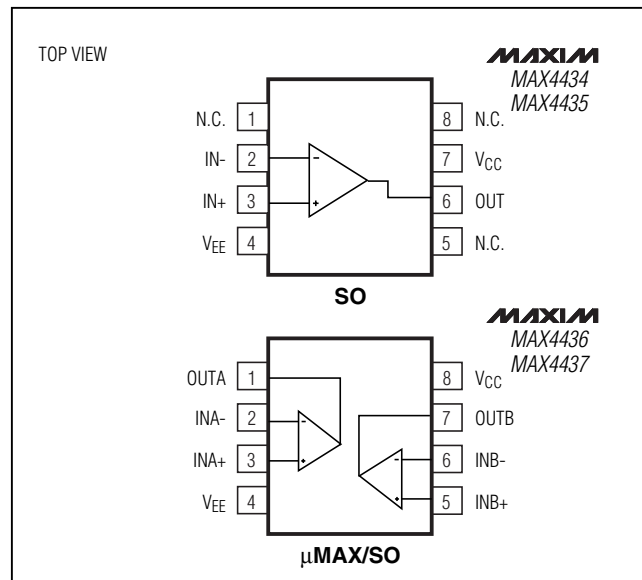 TOP VIEW
MAXIM
MAX4434
MAX4435
N.C. 1 8 N.C.
IN- 2 - 7 VCC
IN+ 3 + 6 OUT
VEE 4 5 N.C.
SO
MAXIM
MAX4436
MAX4437
OUTA 1 8 VCC
INA- 2 - 7 OUTB
INA+ 3 + - 6 INB-
VEE 4 + 5 INB+
µMAX/SO